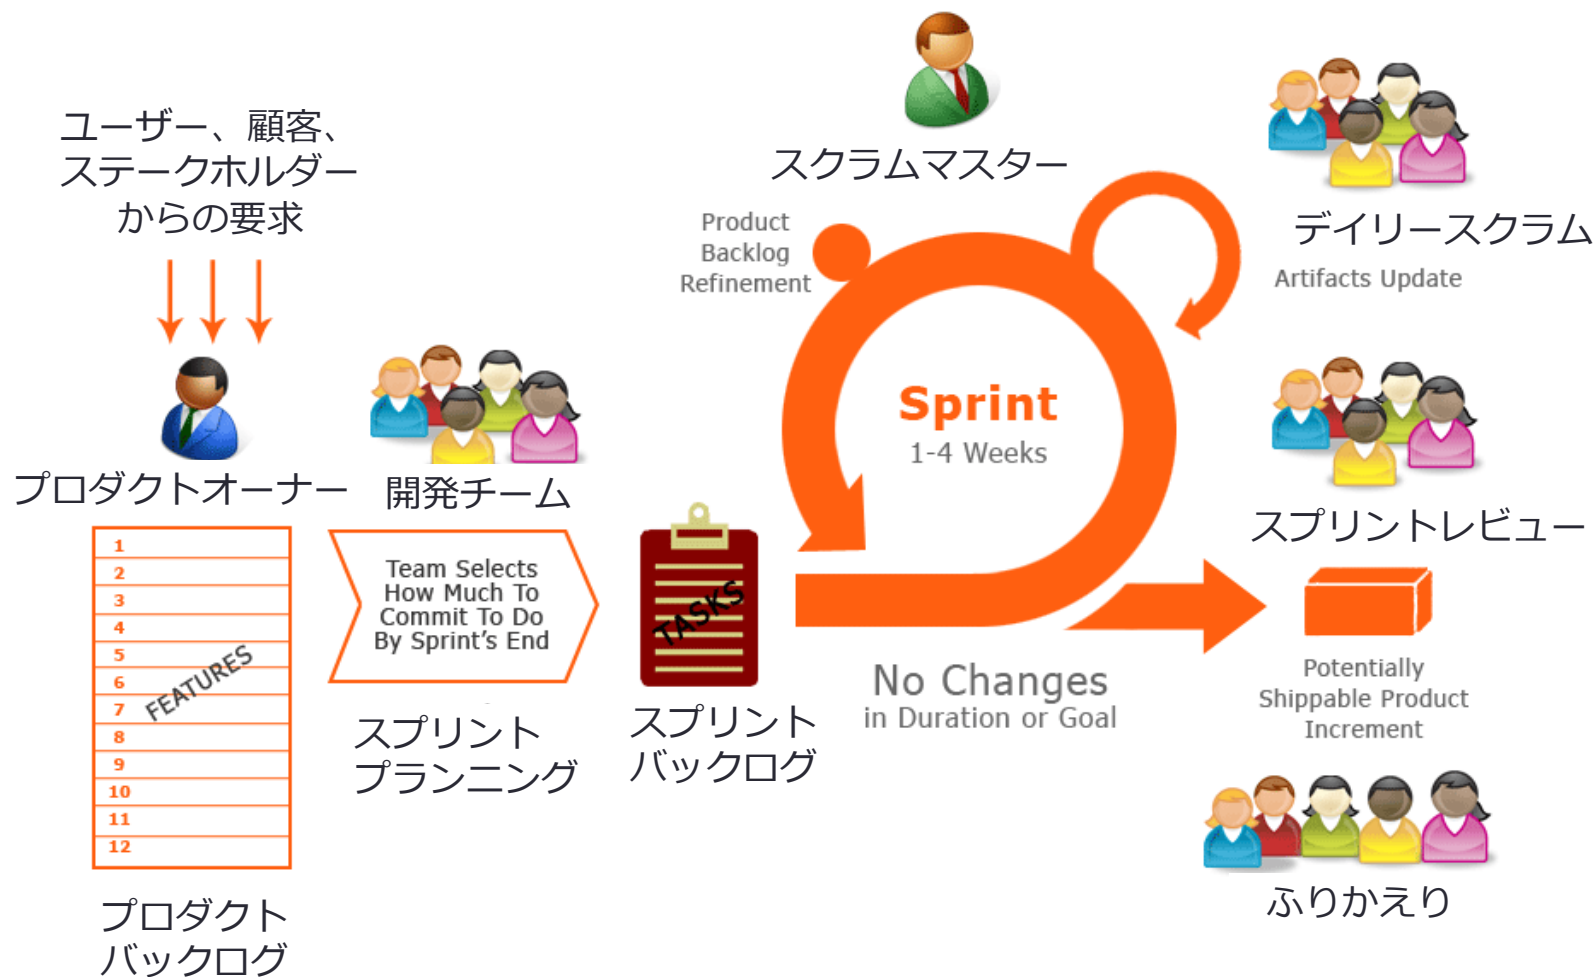 ユーザー、顧客、
ステークホルダー
からの要求
プロダクトオーナー
開発チーム
1
2
3
4
5
6
7
8
9
10
11
12
FEATURES
プロダクト
バックログ
Team Selects
How Much To
Commit To Do
By Sprint's End
スプリント
プランニング
TASKS
スプリント
バックログ
スクラムマスター
Product
Backlog
Refinement
Sprint
1-4 Weeks
No Changes
in Duration or Goal
デイリースクラム
Artifacts Update
スプリントレビュー
Potentially
Shippable Product
Increment
ふりかえり